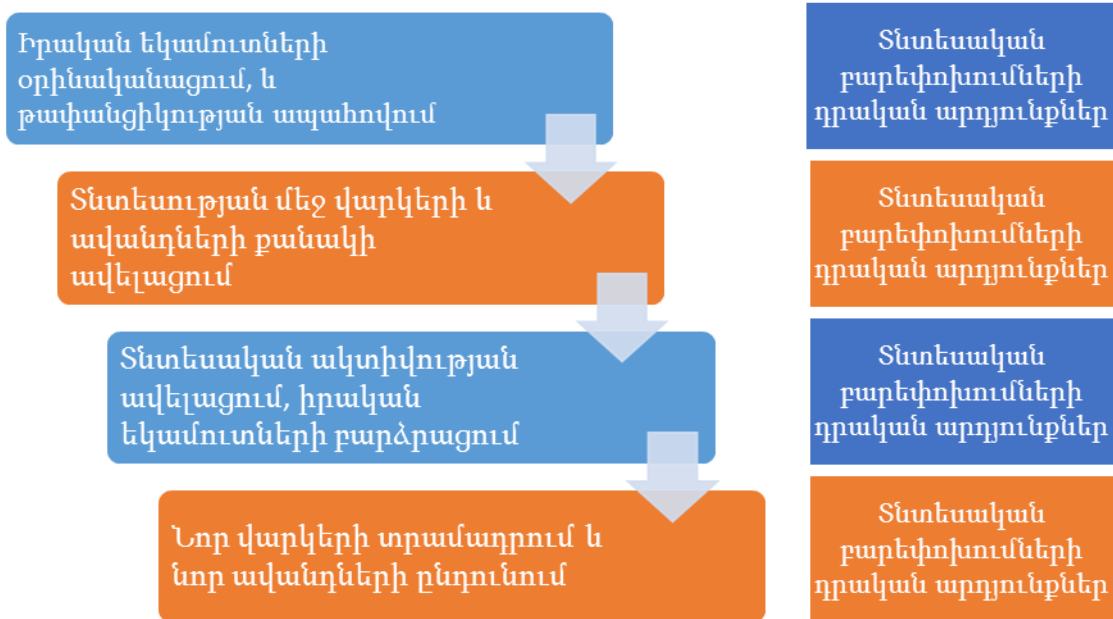 Իրական եկամուտների
օրինականացում, և
թափանցիկության ապահովում
Տնտեսական
բարեփոխումների
դրական արդյունքներ
Տնտեսության մեջ վարկերի և
ավանդների քանակի
ավելացում
Տնտեսական
բարեփոխումների
դրական արդյունքներ
Տնտեսական ակտիվության
ավելացում, իրական
եկամուտների բարձրացում
Տնտեսական
բարեփոխումների
դրական արդյունքներ
Նոր վարկերի տրամադրում և
նոր ավանդների ընդունում
Տնտեսական
բարեփոխումների
դրական արդյունքներ